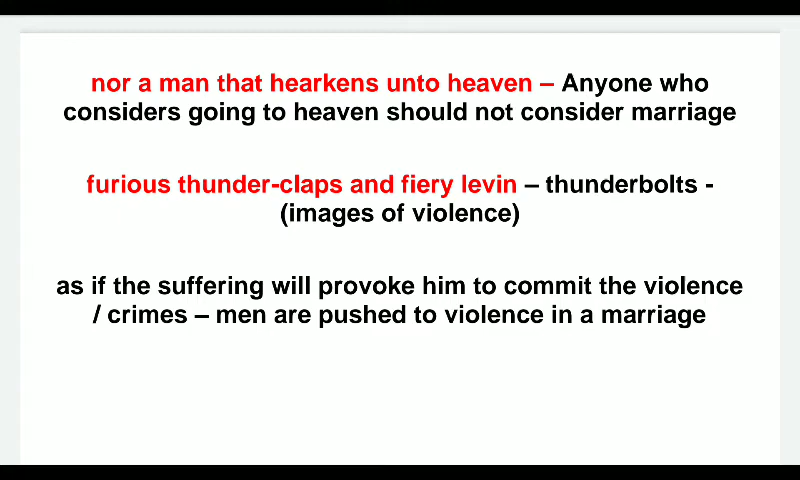 nor a man that hearkens unto heaven – Anyone who
considers going to heaven should not consider marriage
furious thunder-claps and fiery levin – thunderbolts -
(images of violence)
as if the suffering will provoke him to commit the violence
/ crimes – men are pushed to violence in a marriage